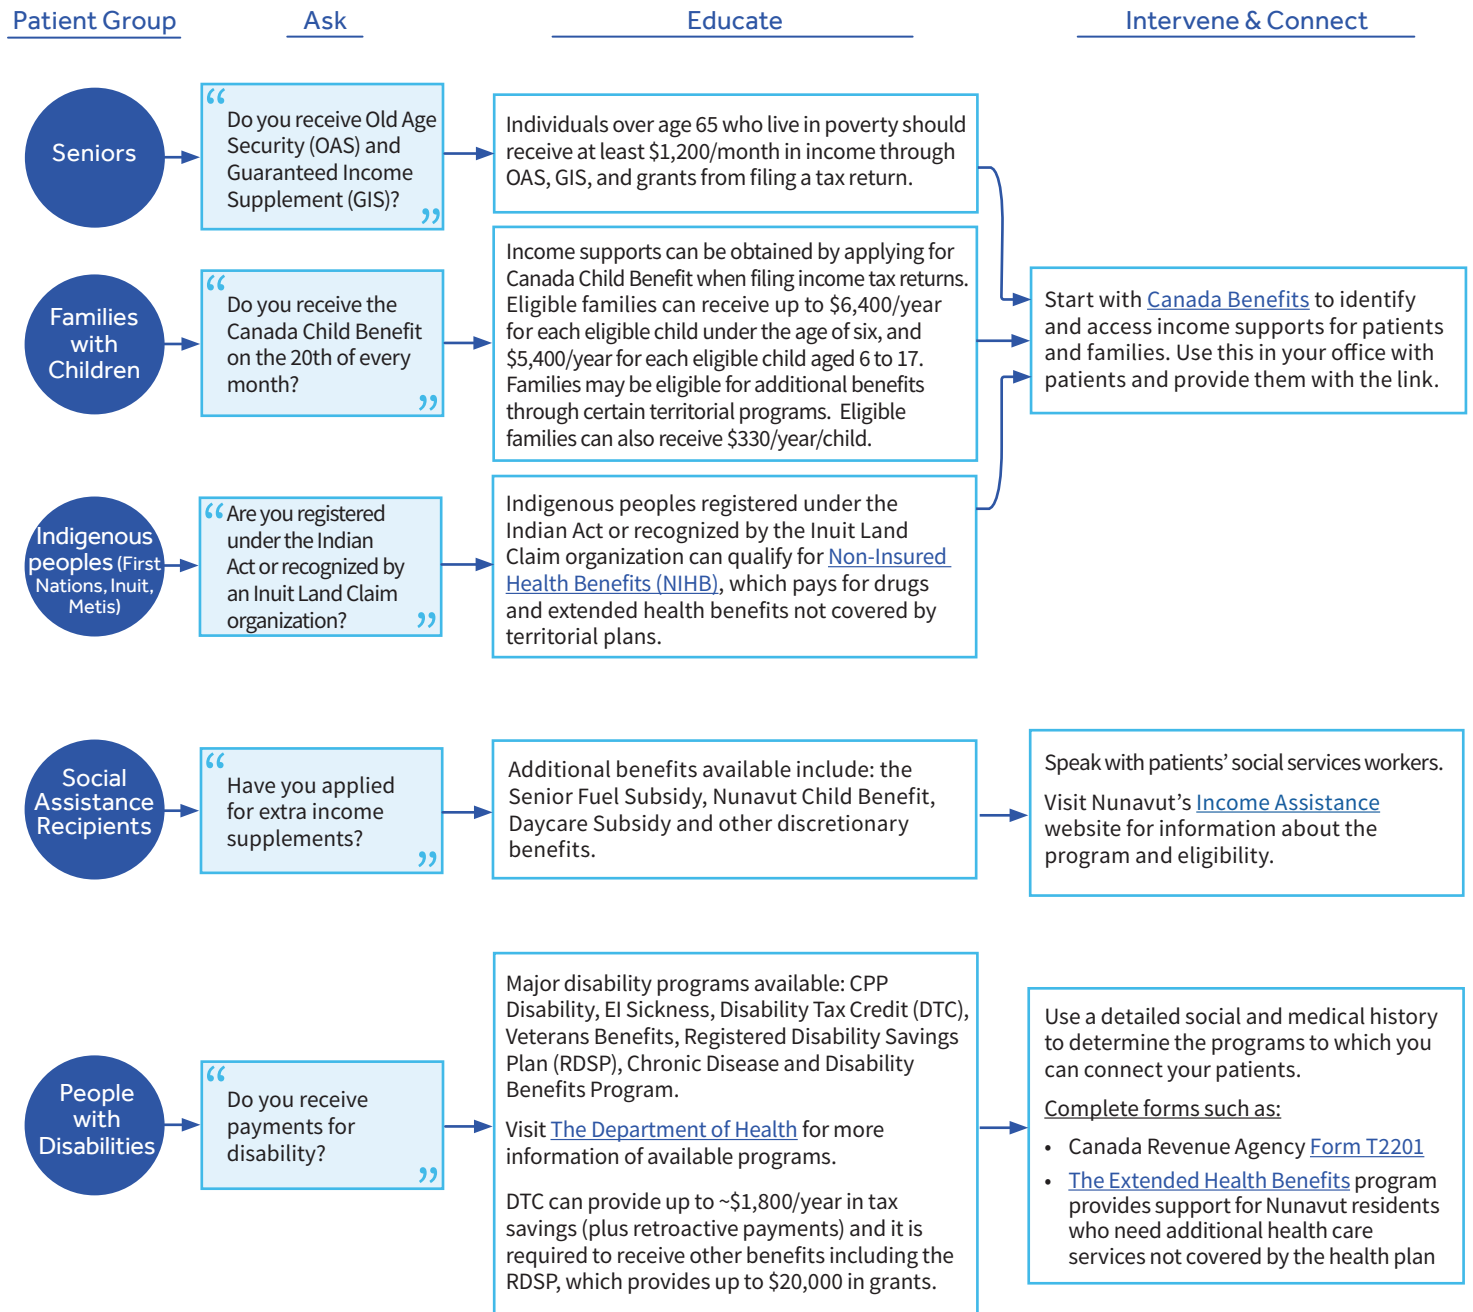 Patient Group
Ask
Educate
Intervene & Connect
Seniors
“
Do you receive Old Age
Security (OAS) and
Guaranteed Income
Supplement (GIS)?
”
Individuals over age 65 who live in poverty should
receive at least $1,200/month in income through
OAS, GIS, and grants from filing a tax return.
Families
with
Children
“
Do you receive the
Canada Child Benefit
on the 20th of every
month?
”
Income supports can be obtained by applying for
Canada Child Benefit when filing income tax returns.
Eligible families can receive up to $6,400/year
for each eligible child under the age of six, and
$5,400/year for each eligible child aged 6 to 17.
Families may be eligible for additional benefits
through certain territorial programs. Eligible
families can also receive $330/year/child.
Start with Canada Benefits to identify
and access income supports for patients
and families. Use this in your office with
patients and provide them with the link.
Indigenous
peoples (First
Nations, Inuit,
Metis)
“Are you registered
under the Indian
Act or recognized by
an Inuit Land Claim
organization? ”
Indigenous peoples registered under the
Indian Act or recognized by the Inuit Land
Claim organization can qualify for Non-Insured
Health Benefits (NIHB), which pays for drugs
and extended health benefits not covered by
territorial plans.
Social
Assistance
Recipients
“
Have you applied
for extra income
supplements?
”
Additional benefits available include: the
Senior Fuel Subsidy, Nunavut Child Benefit,
Daycare Subsidy and other discretionary
benefits.
Speak with patients’ social services workers.
Visit Nunavut’s Income Assistance
website for information about the
program and eligibility.
People
with
Disabilities
“
Do you receive
payments for
disability?
”
Major disability programs available: CPP
Disability, EI Sickness, Disability Tax Credit (DTC),
Veterans Benefits, Registered Disability Savings
Plan (RDSP), Chronic Disease and Disability
Benefits Program.
Visit The Department of Health for more
information of available programs.
DTC can provide up to ~$1,800/year in tax
savings (plus retroactive payments) and it is
required to receive other benefits including the
RDSP, which provides up to $20,000 in grants.
Use a detailed social and medical history
to determine the programs to which you
can connect your patients.
Complete forms such as:
• Canada Revenue Agency Form T2201
• The Extended Health Benefits program
provides support for Nunavut residents
who need additional health care
services not covered by the health plan